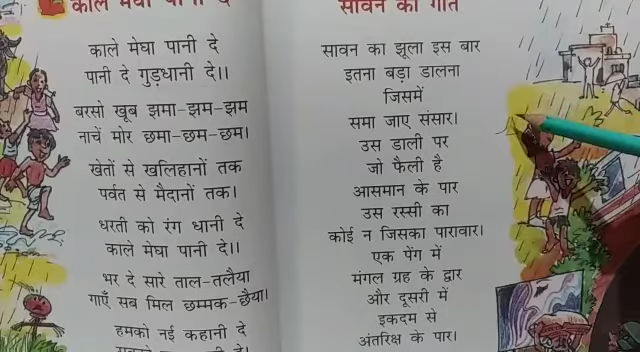 काले मेघा पानी दे
काले मेघा पानी दे
पानी दे गुड़धानी दे।।
बरसो खूब झमा-झम-झम
नाचें मोर छमा-छम-छम।
खेतों से खलिहानों तक
पर्वत से मैदानों तक।
धरती को रंग धानी दे
काले मेघा पानी दे।।
भर दे सारे ताल-तलैया
गाएँ सब मिल छम्मक-छैया।
हमको नई कहानी दे
सावन का गीत
सावन का झूला इस बार
इतना बड़ा डालना
जिसमें
समा जाए संसार।
उस डाली पर
जो फैली है
आसमान के पार
उस रस्सी का
कोई न जिसका पारावार।
एक पेंग में
मंगल ग्रह के द्वार
और दूसरी में
इकदम से
अंतरिक्ष के पार।